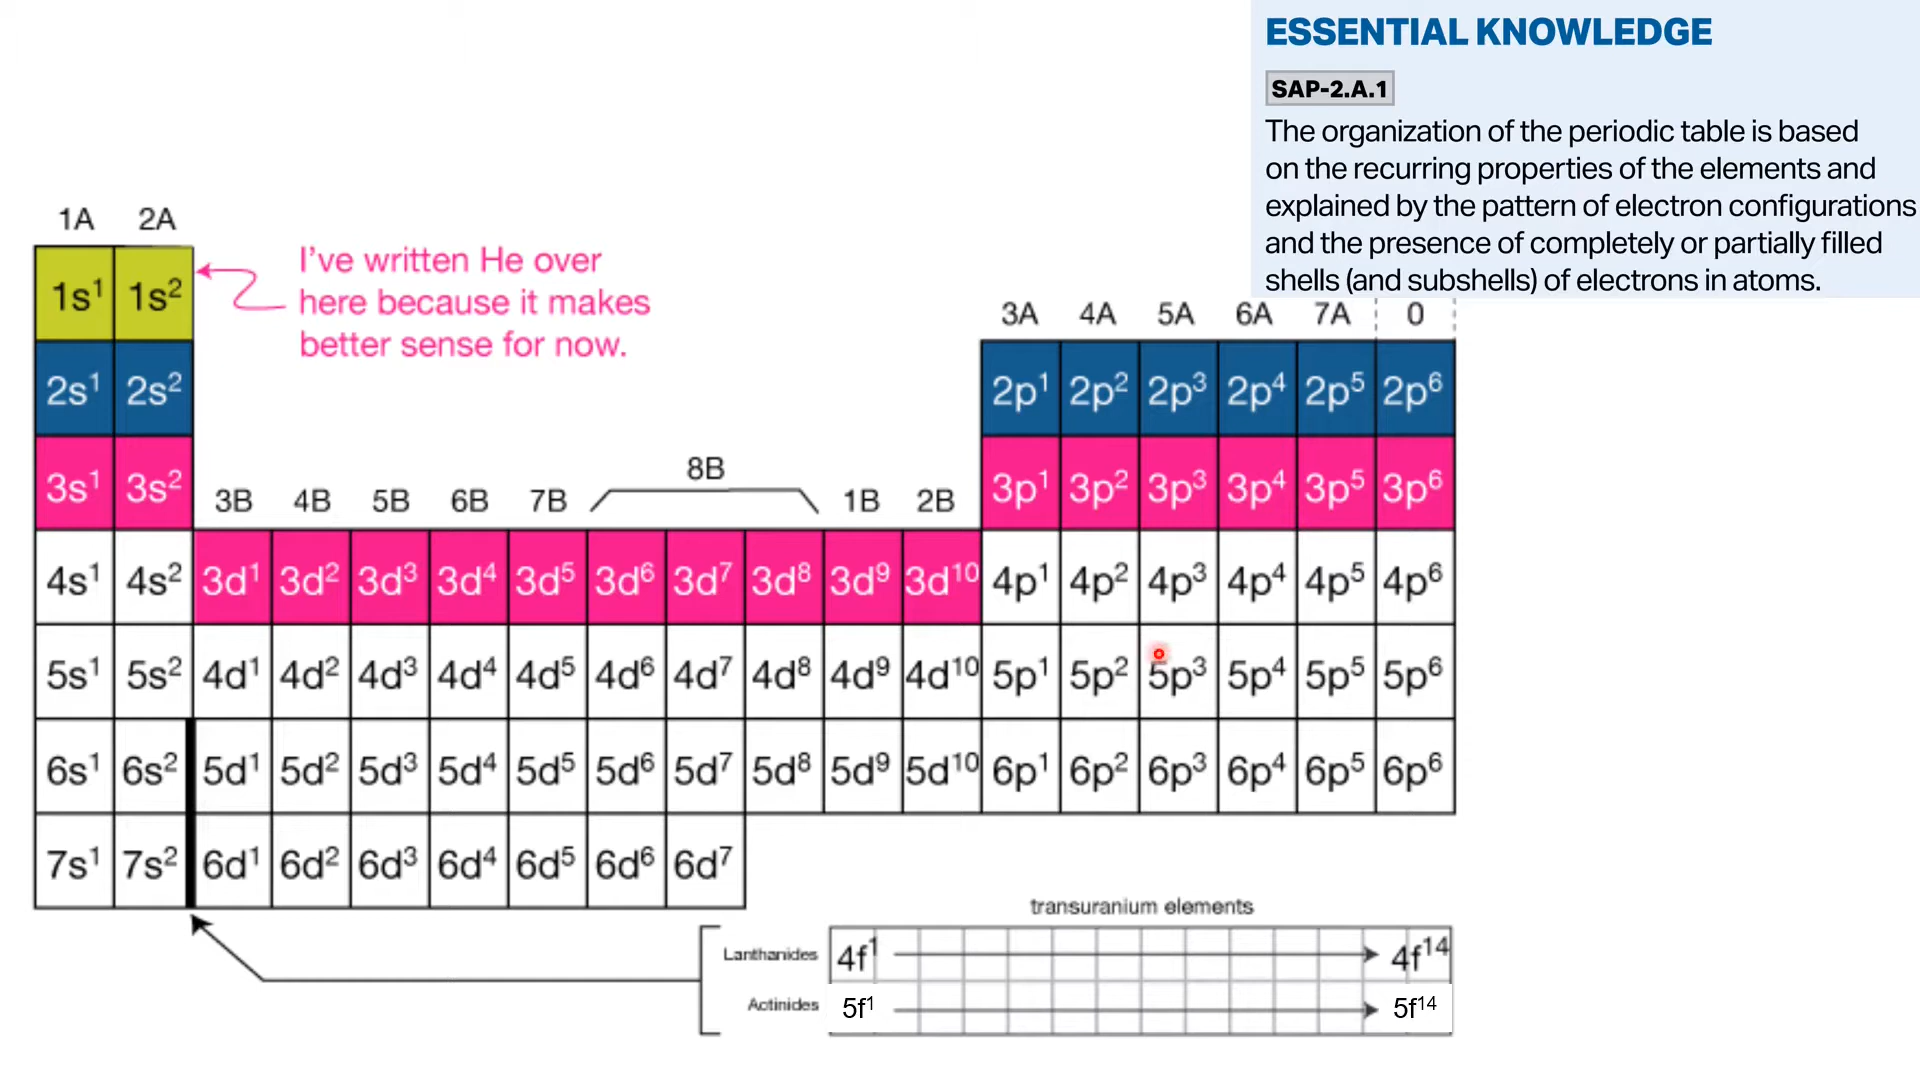 ESSENTIAL KNOWLEDGE
SAP-2.A.1
The organization of the periodic table is based
on the recurring properties of the elements and
explained by the pattern of electron configurations
and the presence of completely or partially filled
shells (and subshells) of electrons in atoms.
1A 2A
I've written He over
here because it makes
better sense for now.
3A 4A 5A 6A 7A 0
1s¹ 1s²
2s¹ 2s² 2p¹ 2p² 2p³ 2p⁴ 2p⁵ 2p⁶
8B
3B 4B 5B 6B 7B 1B 2B
3s¹ 3s² 3p¹ 3p² 3p³ 3p⁴ 3p⁵ 3p⁶
4s¹ 4s² 3d¹ 3d² 3d³ 3d⁴ 3d⁵ 3d⁶ 3d⁷ 3d⁸ 3d⁹ 3d¹⁰ 4p¹ 4p² 4p³ 4p⁴ 4p⁵ 4p⁶
5s¹ 5s² 4d¹ 4d² 4d³ 4d⁴ 4d⁵ 4d⁶ 4d⁷ 4d⁸ 4d⁹ 4d¹⁰ 5p¹ 5p² 5p³ 5p⁴ 5p⁵ 5p⁶
6s¹ 6s² 5d¹ 5d² 5d³ 5d⁴ 5d⁵ 5d⁶ 5d⁷ 5d⁸ 5d⁹ 5d¹⁰ 6p¹ 6p² 6p³ 6p⁴ 6p⁵ 6p⁶
7s¹ 7s² 6d¹ 6d² 6d³ 6d⁴ 6d⁵ 6d⁶ 6d⁷
transuranium elements
Lanthanides 4f¹ 4f¹⁴
Actinides 5f¹ 5f¹⁴